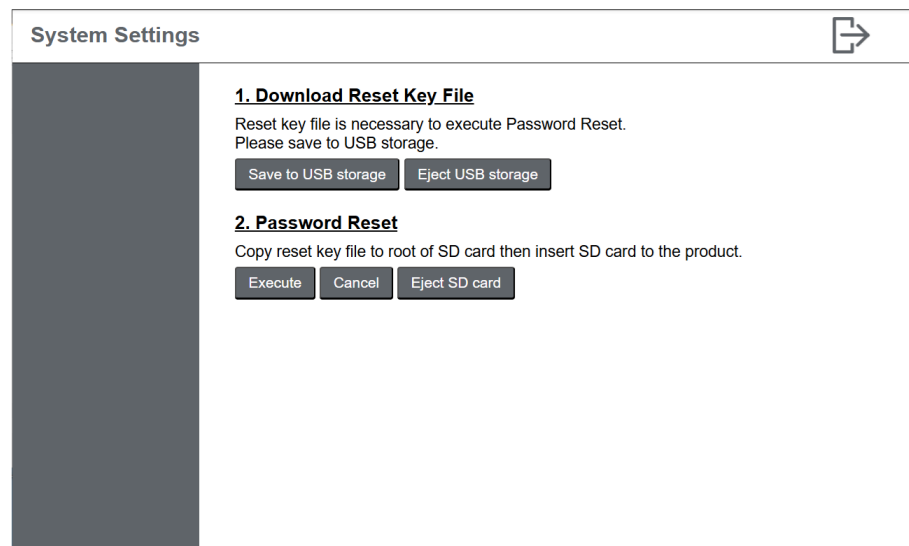 System Settings
1. Download Reset Key File
Reset key file is necessary to execute Password Reset.
Please save to USB storage.
Save to USB storage Eject USB storage
2. Password Reset
Copy reset key file to root of SD card then insert SD card to the product.
Execute Cancel Eject SD card